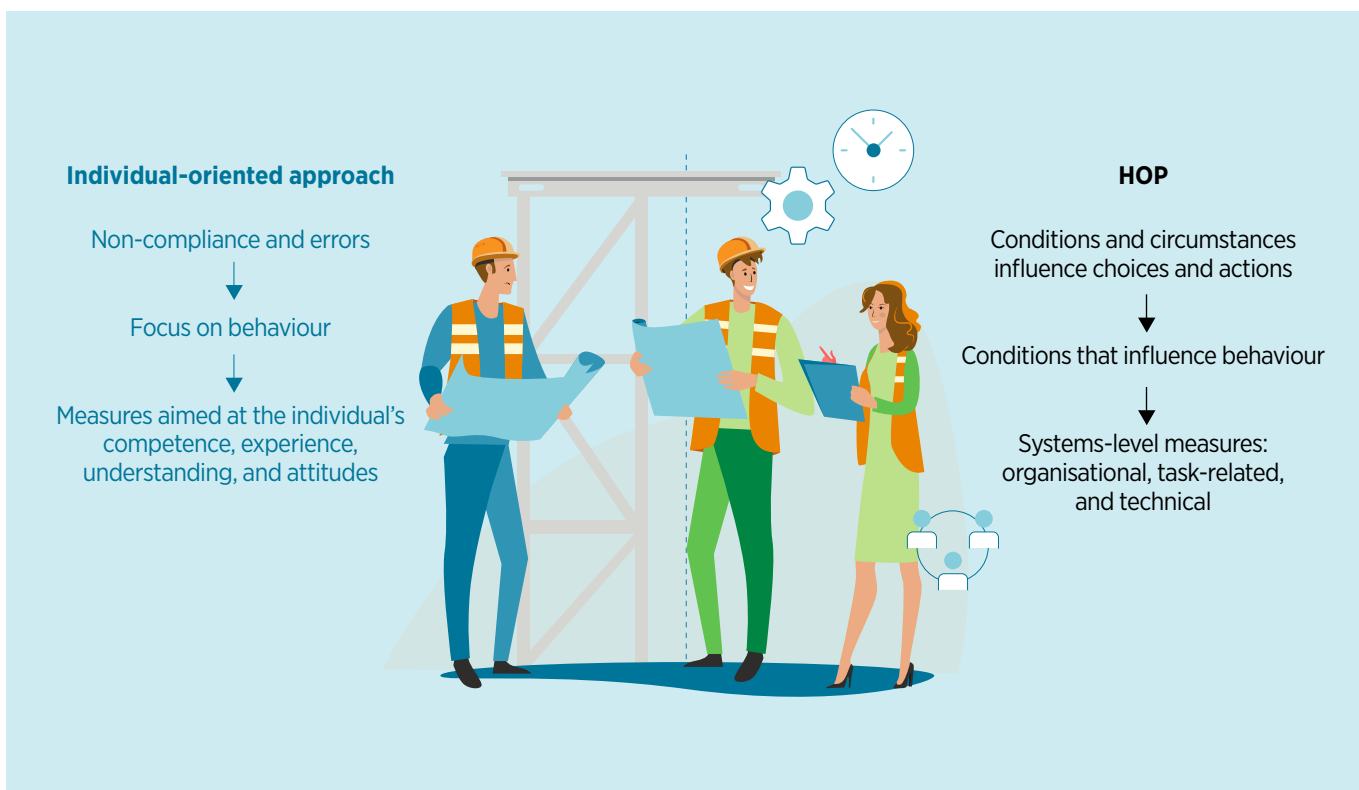 Individual-oriented approach
Non-compliance and errors
Focus on behaviour
Measures aimed at the individual’s
competence, experience,
understanding, and attitudes
HOP
Conditions and circumstances
influence choices and actions
Conditions that influence behaviour
Systems-level measures:
organisational, task-related,
and technical